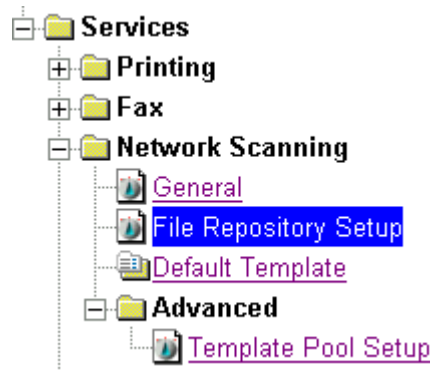 Services
Printing
Fax
Network Scanning
General
File Repository Setup
Default Template
Advanced
Template Pool Setup